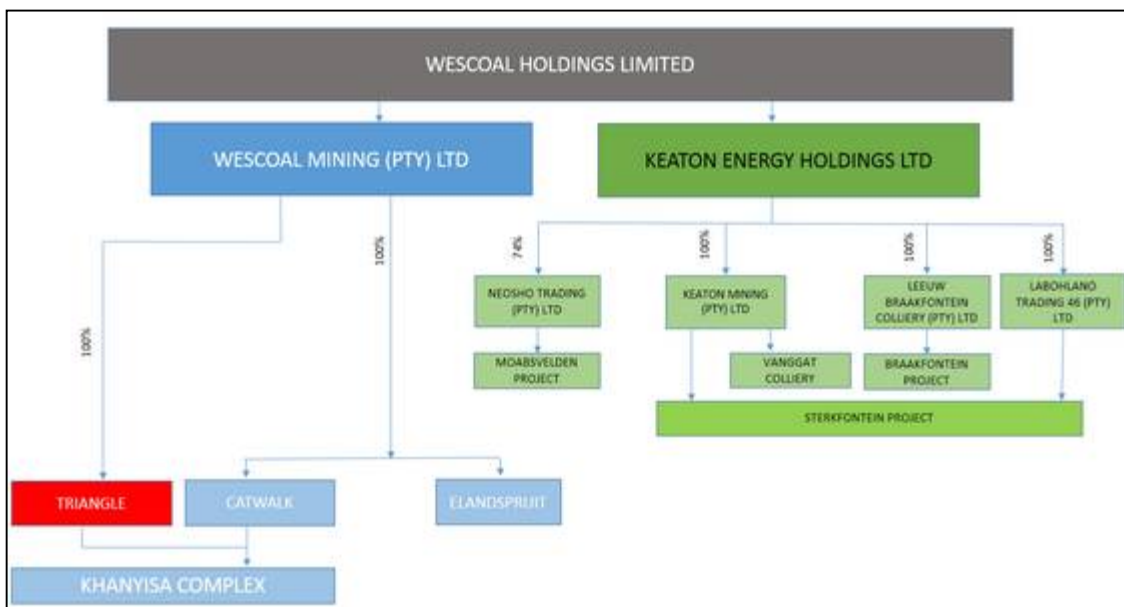 WESCOAL HOLDINGS LIMITED
WESCOAL MINING (PTY) LTD
KEATON ENERGY HOLDINGS LTD
100%
100%
74%
100%
100%
100%
NEOSHO TRADING
(PTY) LTD
KEATON MINING
(PTY) LTD
LEEUW
BRAAKFONTEIN
COLLIERY (PTY) LTD
LABOHLANO
TRADING 46 (PTY)
LTD
MOABSVELDEN
PROJECT
VANGGAT
COLLIERY
BRAAKFONTEIN
PROJECT
STERKFONTEIN PROJECT
TRIANGLE
CATWALK
ELANDSPRUIT
KHANYISA COMPLEX